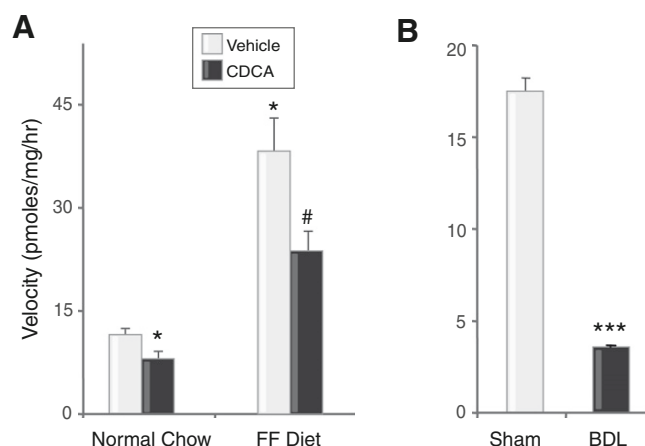 A
B
Vehicle
CDCA
Velocity (pmoles/mg/hr)
45
30
15
0
*
*
#
Normal Chow
FF Diet
20
15
10
5
0
***
Sham
BDL